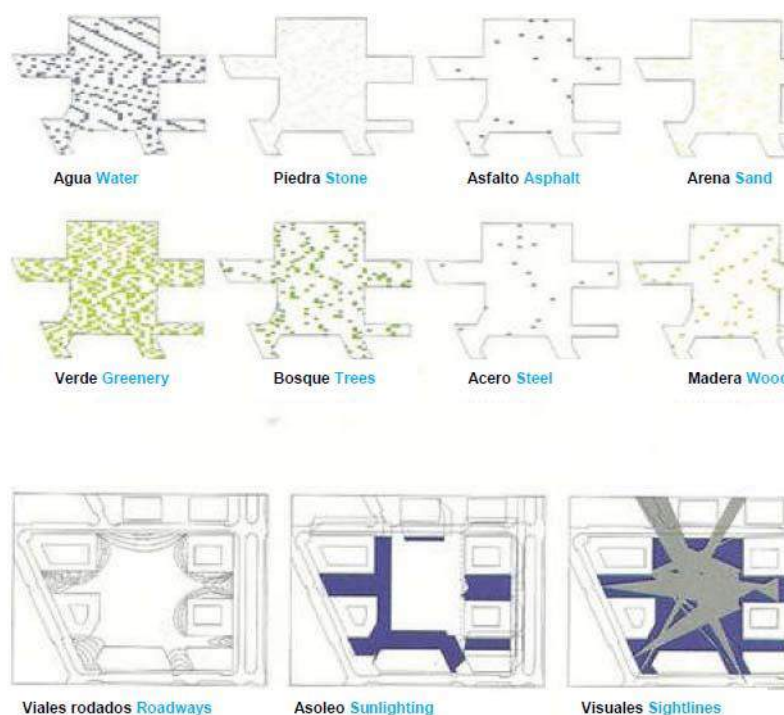 Agua Water
Piedra Stone
Asfalto Asphalt
Arena Sand
Verde Greenery
Bosque Trees
Acero Steel
Madera Wood
Viales rodados Roadways
Asoleo Sunlighting
Visuales Sightlines